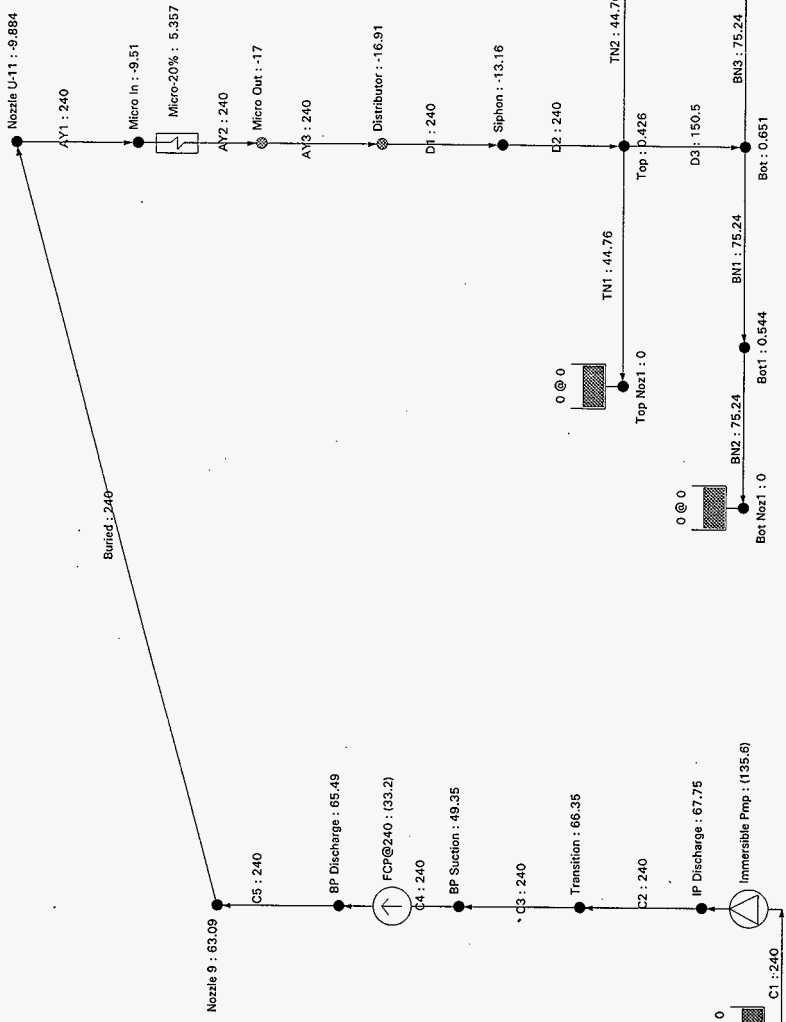 Nozzle U-11 : -9.884
AY1 : 240
Micro In : -9.51
Micro-20% : 5.357
AY2 : 240
Micro Out : -17
AY3 : 240
Distributor : -16.91
D1 : 240
Siphon : -13.16
D2 : 240
TN2 : 44.76
Top : 0.426
D3 : 150.5
BN3 : 75.24
Bot : 0.651
TN1 : 44.76
BN1 : 75.24
0 @ 0
Top Noz1 : 0
Bot1 : 0.544
BN2 : 75.24
0 @ 0
Bot Noz1 : 0
Buried : 240
Nozzle 9 : 63.09
C5 : 240
BP Discharge : 65.49
FCP@240 : (33.2)
C4 : 240
BP Suction : 49.35
C3 : 240
Transition : 66.35
C2 : 240
IP Discharge : 67.75
Immersible Pmp : (135.6)
C1 : 240
0